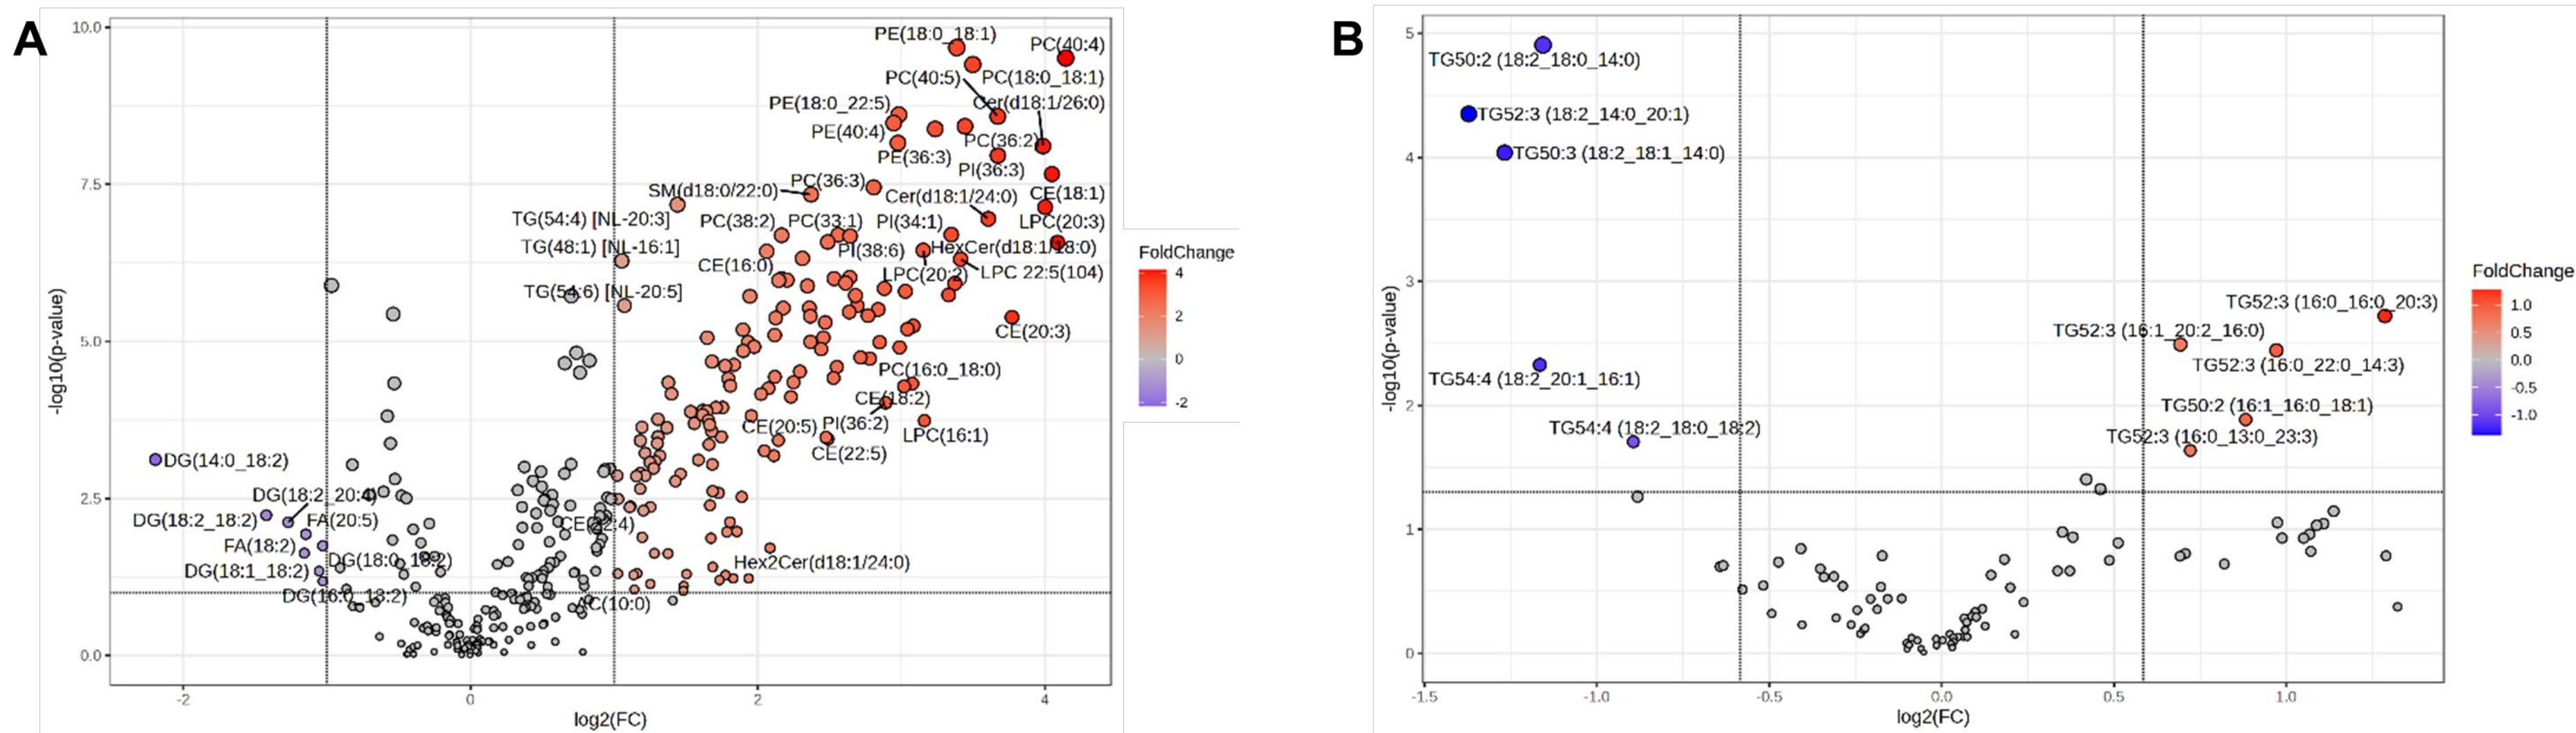 A
10.0
7.5
5.0
2.5
0.0
-2
0
2
4
-log10(p-value)
log2(FC)
PE(18:0_18:1)
PC(40:4)
PC(40:5)
PC(18:0_18:1)
PE(18:0_22:5)
Cer(d18:1/26:0)
PE(40:4)
PC(36:2)
PE(36:3)
PI(36:3)
PC(36:3)
SM(d18:0/22:0)
Cer(d18:1/24:0)
CE(18:1)
TG(54:4) [NL-20:3]
PC(38:2)
PC(33:1)
PI(34:1)
LPC(20:3)
TG(48:1) [NL-16:1]
PI(38:6)
HexCer(d18:1/18:0)
CE(16:0)
LPC(20:2)
LPC 22:5(104)
TG(54:6) [NL-20:5]
CE(20:3)
PC(16:0_18:0)
CE(18:2)
CE(20:5)
PI(36:2)
LPC(16:1)
CE(22:5)
DG(14:0_18:2)
DG(18:2_20:4)
DG(18:2_18:2)
FA(20:5)
CE(22:4)
FA(18:2)
DG(18:0_18:2)
Hex2Cer(d18:1/24:0)
DG(18:1_18:2)
DG(16:0_18:2)
AC(10:0)
FoldChange
4
2
0
-2
B
5
4
3
2
1
0
-1.5
-1.0
-0.5
0.0
0.5
1.0
-log10(p-value)
log2(FC)
TG50:2 (18:2_18:0_14:0)
TG52:3 (18:2_14:0_20:1)
TG50:3 (18:2_18:1_14:0)
TG52:3 (16:0_16:0_20:3)
TG52:3 (16:1_20:2_16:0)
TG52:3 (16:0_22:0_14:3)
TG54:4 (18:2_20:1_16:1)
TG50:2 (16:1_16:0_18:1)
TG54:4 (18:2_18:0_18:2)
TG52:3 (16:0_13:0_23:3)
FoldChange
1.0
0.5
0.0
-0.5
-1.0